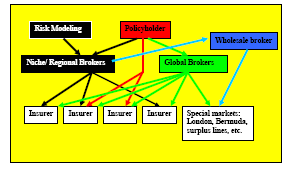 Risk Modeling
Policyholder
Wholesale broker
Niche/ Regional Brokers
Global Brokers
Insurer
Insurer
Insurer
Insurer
Special markets:
London, Bermuda,
surplus lines, etc.